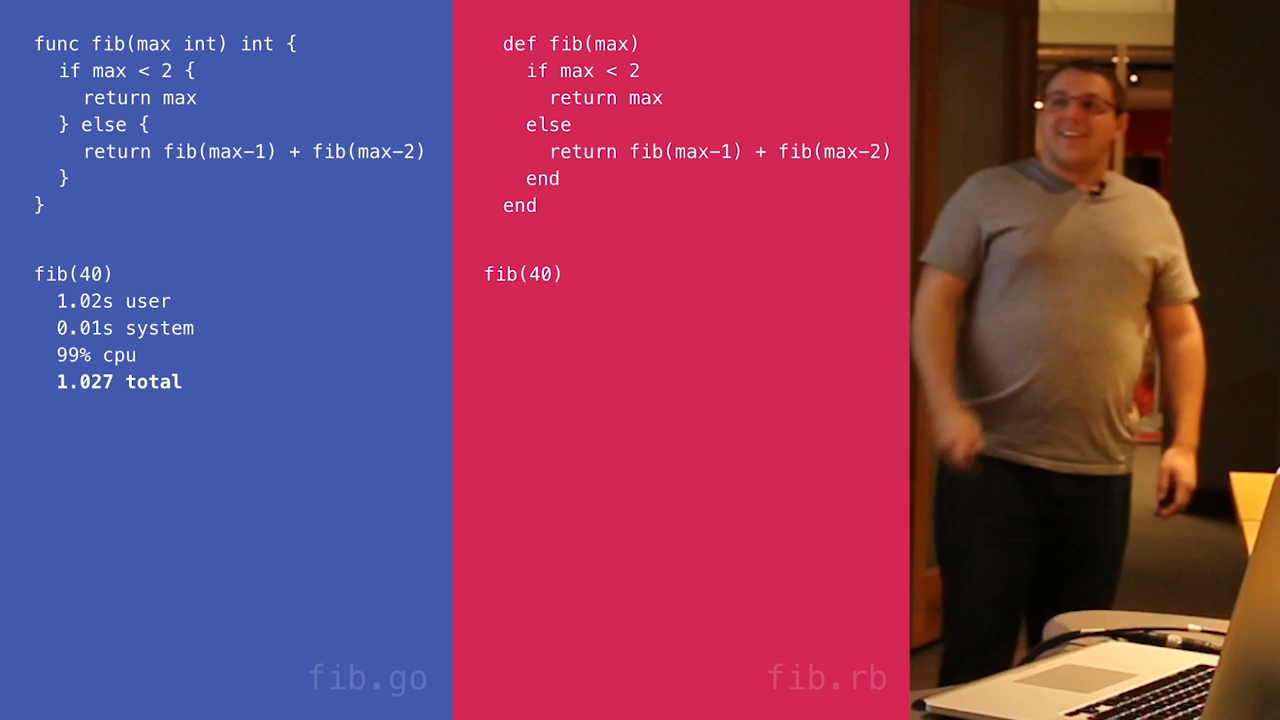 func fib(max int) int {
  if max < 2 {
    return max
  } else {
    return fib(max-1) + fib(max-2)
  }
}
fib(40)
  1.02s user
  0.01s system
  99% cpu
  1.027 total
fib.go
def fib(max)
  if max < 2
    return max
  else
    return fib(max-1) + fib(max-2)
  end
end
fib(40)
fib.rb